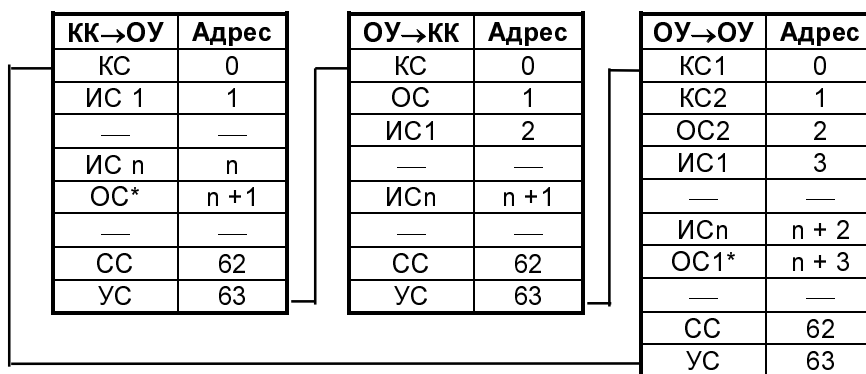 КК→ОУ Адрес
КС 0
ИС 1 1
— —
ИС n n
ОС* n +1
— —
СС 62
УС 63
ОУ→КК Адрес
КС 0
ОС 1
ИС1 2
— —
ИСn n +1
— —
СС 62
УС 63
ОУ→ОУ Адрес
КС1 0
КС2 1
ОС2 2
ИС1 3
— —
ИСn n + 2
ОС1* n + 3
— —
СС 62
УС 63